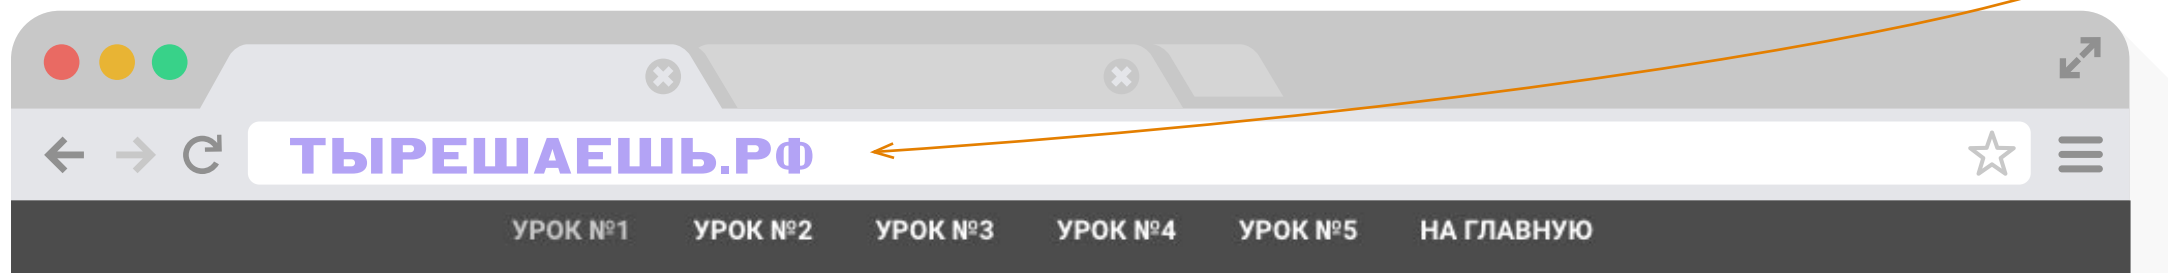 ТЫРЕШАЕШЬ.РФ
УРОК №1 УРОК №2 УРОК №3 УРОК №4 УРОК №5 НА ГЛАВНУЮ